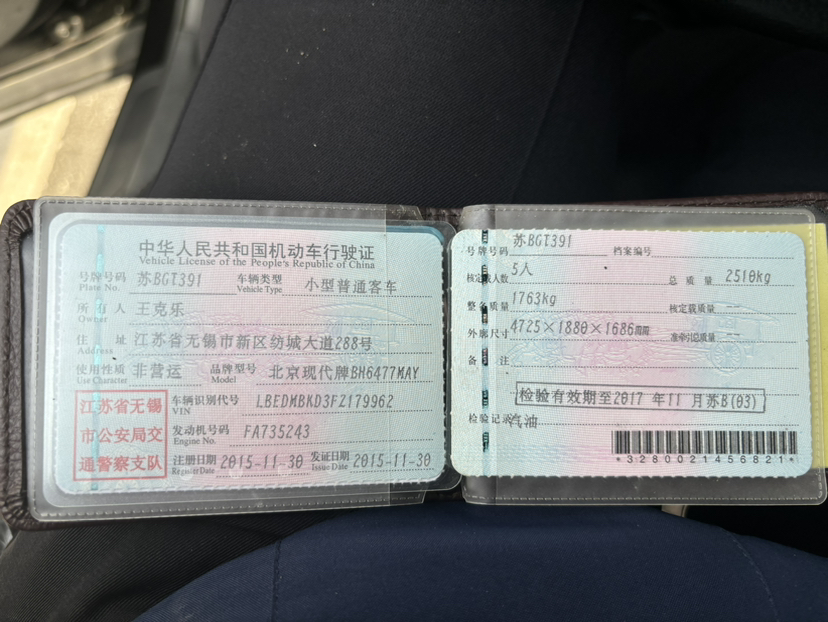 中华人民共和国机动车行驶证
Vehicle License of the People's Republic of China
号牌号码 苏BGT391 车辆类型 小型普通客车
Plate No. Vehicle Type
所有人 王克乐
Owner
住址 江苏省无锡市新区纺城大道288号
Address
使用性质 非营运 品牌型号 北京现代牌BH6477MAY
Use Character Model
江苏省无锡
市公安局交
通警察支队
车辆识别代号 LBEDMBKD3FZ179962
VIN
发动机号码 FA735243
Engine No.
注册日期 2015-11-30 发证日期 2015-11-30
Register Date Issue Date
号牌号码 苏BGT391 档案编号
核定载人数 5人 总质量 2510kg
整备质量 1763kg 核定载质量
外廓尺寸 4725×1880×1686mm 准牵引总质量 --
备注
检验有效期至2017 年11 月苏B(03)
检验记录 汽油
*3280021456821*